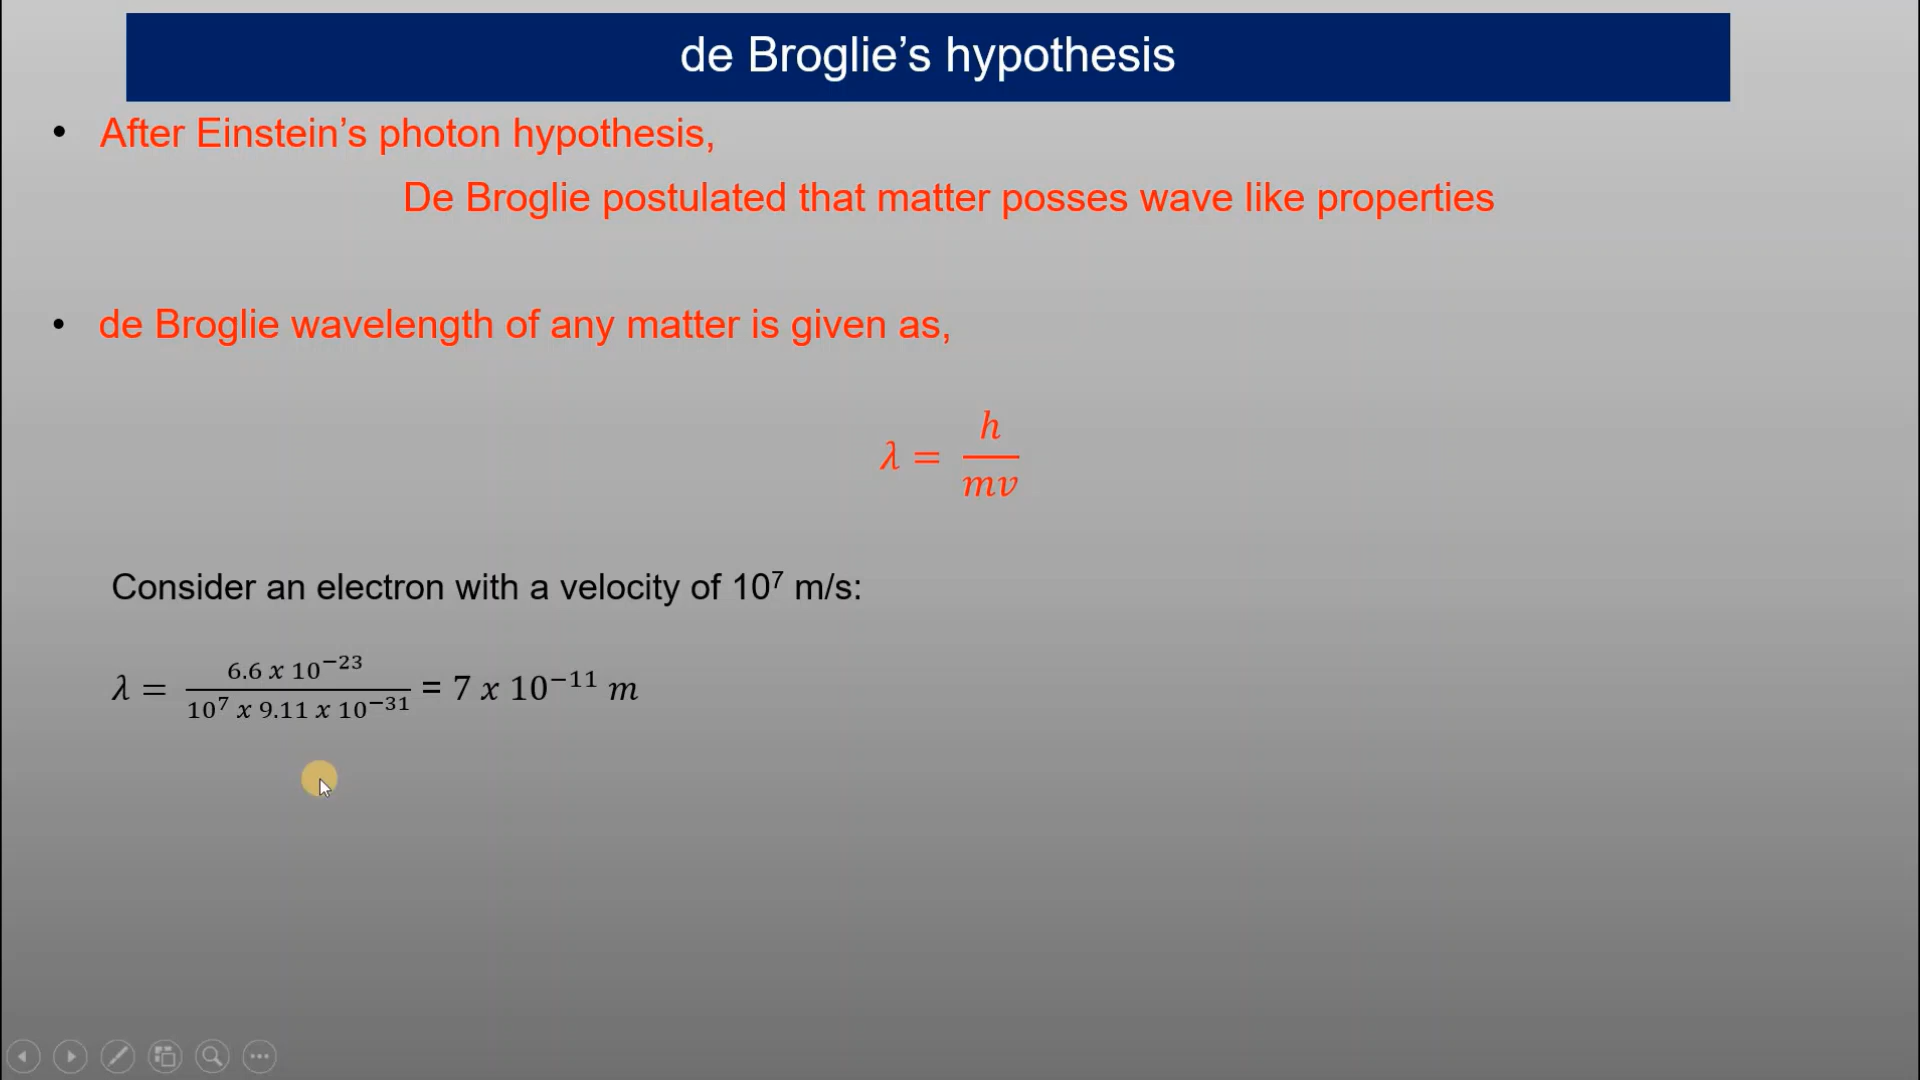 de Broglie’s hypothesis
• After Einstein’s photon hypothesis,
De Broglie postulated that matter posses wave like properties
• de Broglie wavelength of any matter is given as,
λ = h / mv
Consider an electron with a velocity of 10⁷ m/s:
λ = 6.6 x 10⁻²³ / 10⁷ x 9.11 x 10⁻³¹ = 7 x 10⁻¹¹ m